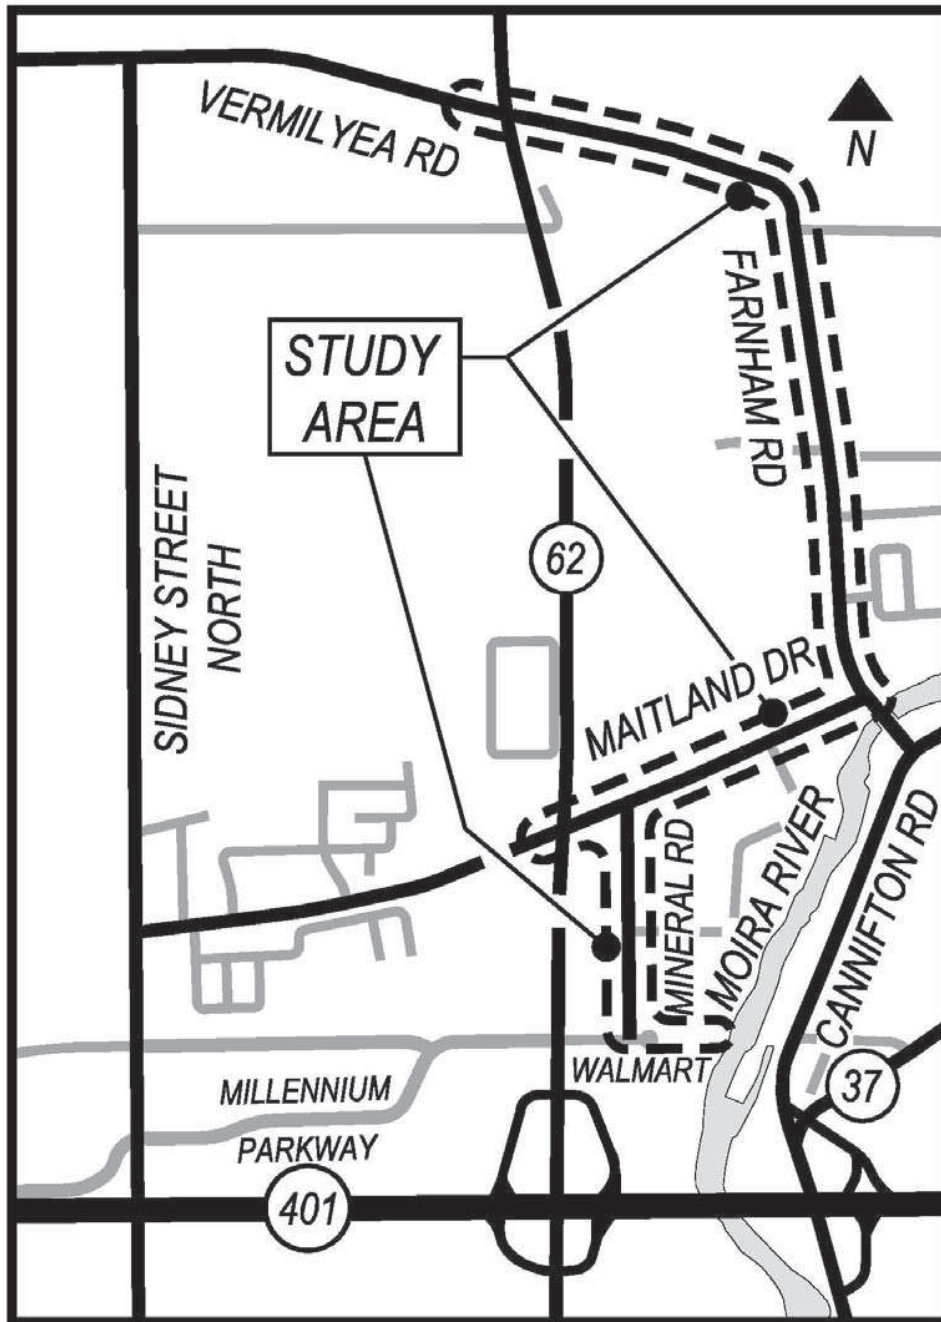 VERMILYEA RD
N
FARNHAM RD
STUDY
AREA
SIDNEY STREET
NORTH
62
MAITLAND DR
MINERAL RD
MOIRA RIVER
CANNIFTON RD
WALMART
37
MILLENNIUM
PARKWAY
401